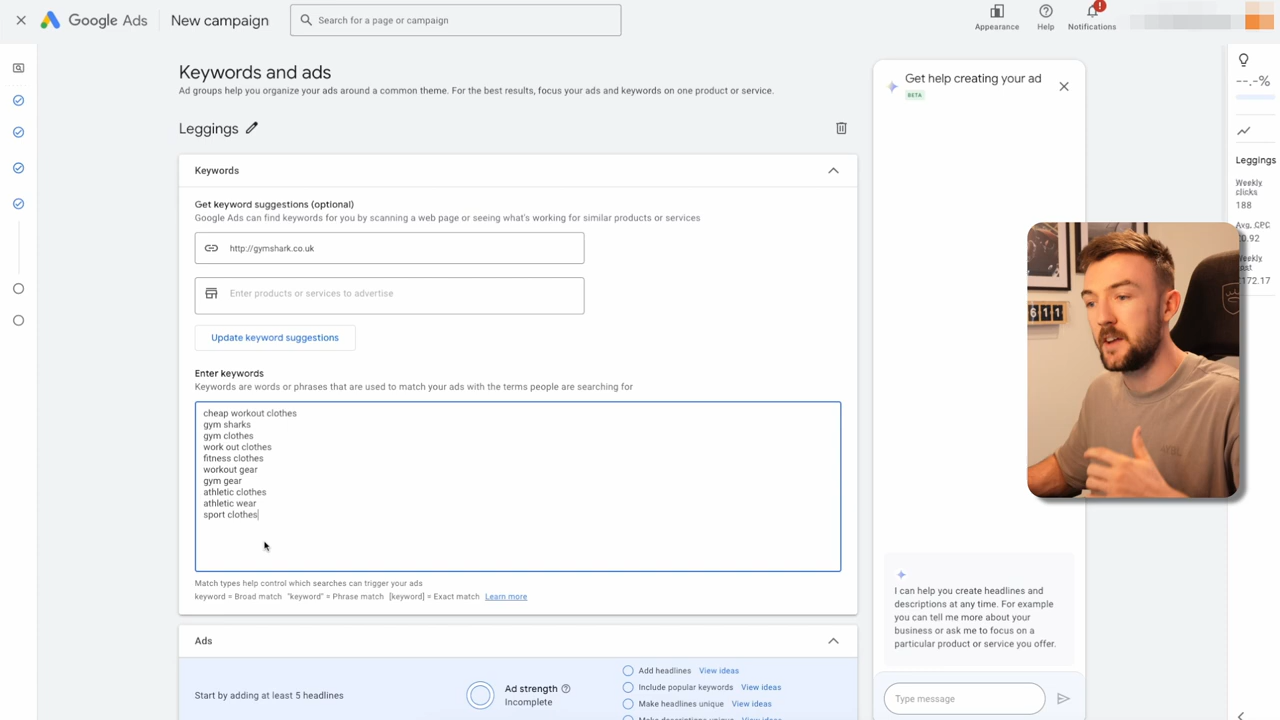 Google Ads
New campaign
Search for a page or campaign
Appearance
Help
!
Notifications
Keywords and ads
Ad groups help you organize your ads around a common theme. For the best results, focus your ads and keywords on one product or service.
Leggings
Keywords
Get keyword suggestions (optional)
Google Ads can find keywords for you by scanning a web page or seeing what's working for similar products or services
http://gymshark.co.uk
Enter products or services to advertise
Update keyword suggestions
Enter keywords
Keywords are words or phrases that are used to match your ads with the terms people are searching for
cheap workout clothes
gym sharks
gym clothes
work out clothes
fitness clothes
workout gear
gym gear
athletic clothes
athletic wear
sport clothes
Match types help control which searches can trigger your ads
keyword = Broad match "keyword" = Phrase match [keyword] = Exact match Learn more
Ads
Start by adding at least 5 headlines
Ad strength
Incomplete
Add headlines View ideas
Include popular keywords View ideas
Make headlines unique View ideas
Make descriptions unique View ideas
Get help creating your ad
BETA
I can help you create headlines and
descriptions at any time. For example
you can tell me more about your
business or ask me to focus on a
particular product or service you offer.
Type message
--.-%
Leggings
Weekly
clicks
188
Avg. CPC
0.92
172.17